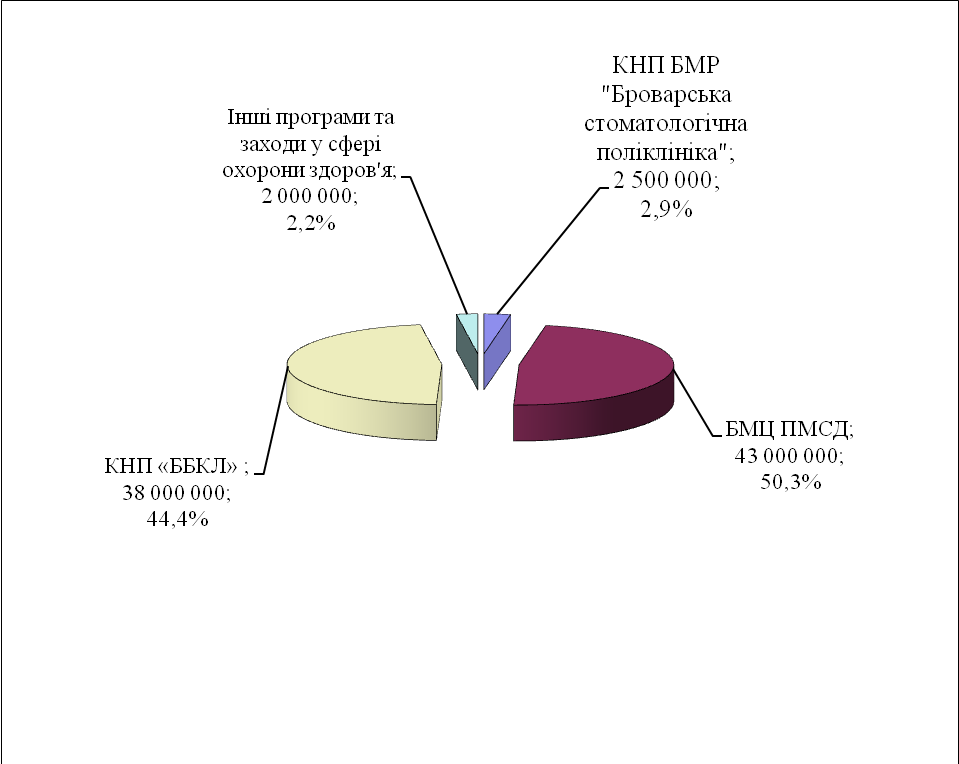 КНП БМР
"Броварська
стоматологічна
поліклініка";
2 500 000;
2,9%
Інші програми та
заходи у сфері
охорони здоров'я;
2 000 000;
2,2%
БМЦ ПМСД;
43 000 000;
50,3%
КНП «ББКЛ» ;
38 000 000;
44,4%